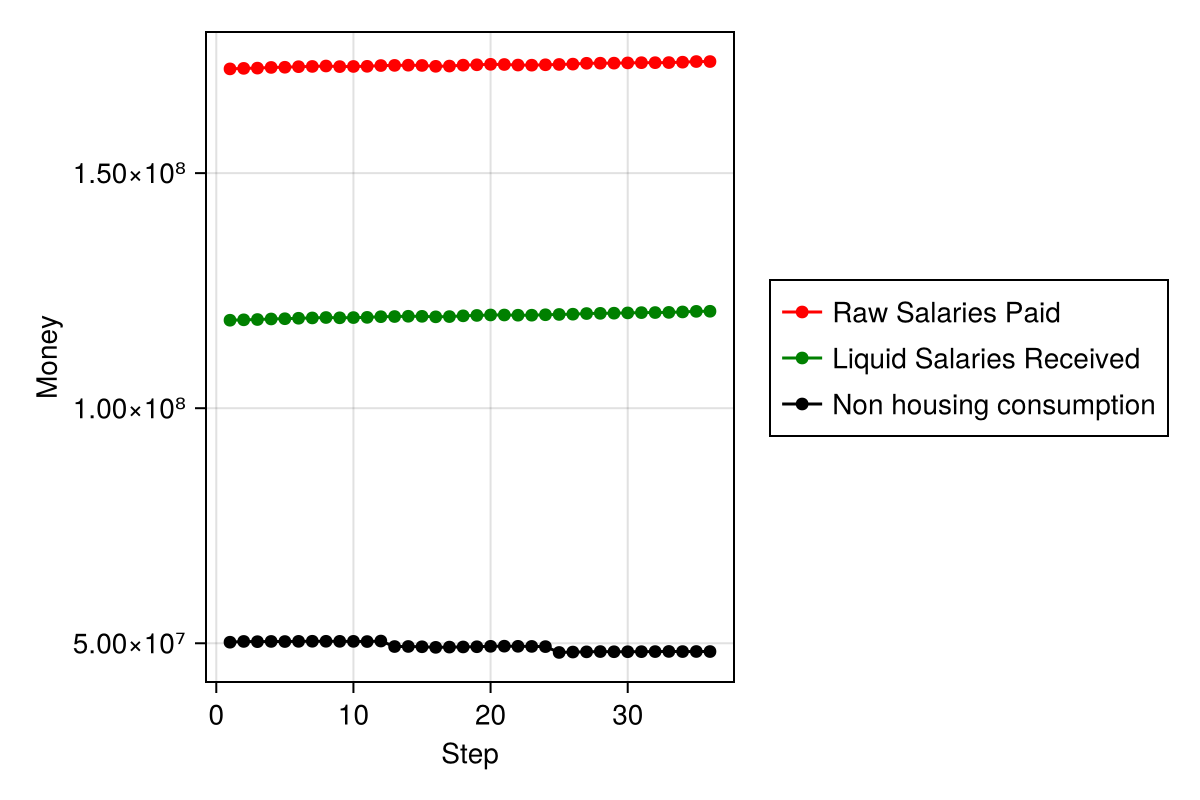 1.50×10⁸
1.00×10⁸
5.00×10⁷
Money
0 10 20 30
Step
Raw Salaries Paid
Liquid Salaries Received
Non housing consumption